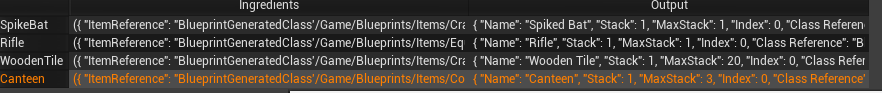 Ingredients Output
SpikeBat ({ "ItemReference": "BlueprintGeneratedClass'/Game/Blueprints/Items/Cra { "Name": "Spiked Bat", "Stack": 1, "MaxStack": 1, "Index": 0, "Class Referen
Rifle ({ "ItemReference": "BlueprintGeneratedClass'/Game/Blueprints/Items/Eq { "Name": "Rifle", "Stack": 1, "MaxStack": 1, "Index": 0, "Class Reference": "B
WoodenTile ({ "ItemReference": "BlueprintGeneratedClass'/Game/Blueprints/Items/Cra { "Name": "Wooden Tile", "Stack": 1, "MaxStack": 20, "Index": 0, "Class Refer
Canteen ({ "ItemReference": "BlueprintGeneratedClass'/Game/Blueprints/Items/Co { "Name": "Canteen", "Stack": 1, "MaxStack": 3, "Index": 0, "Class Reference"